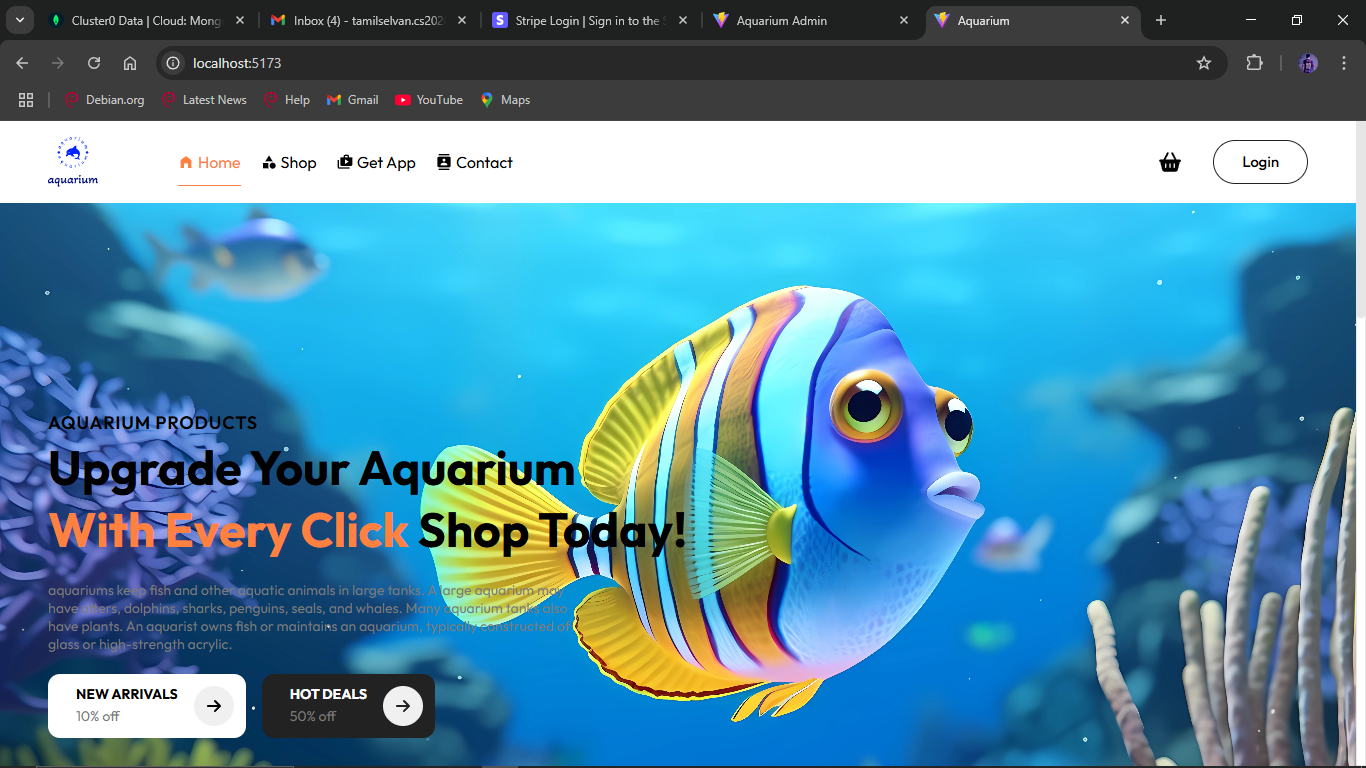 Cluster0 Data | Cloud: Mong
Inbox (4) - tamilselvan.cs202
Stripe Login | Sign in to the S
Aquarium Admin
Aquarium
localhost:5173
Debian.org
Latest News
Help
Gmail
YouTube
Maps
aquarium
aquarium
aquarium
Home
Shop
Get App
Contact
Login
AQUARIUM PRODUCTS
Upgrade Your Aquarium
With Every Click Shop Today!
aquariums keep fish and other aquatic animals in large tanks. A large aquarium may
have otters, dolphins, sharks, penguins, seals, and whales. Many aquarium tanks also
have plants. An aquarist owns fish or maintains an aquarium, typically constructed of
glass or high-strength acrylic.
NEW ARRIVALS
10% off
HOT DEALS
50% off